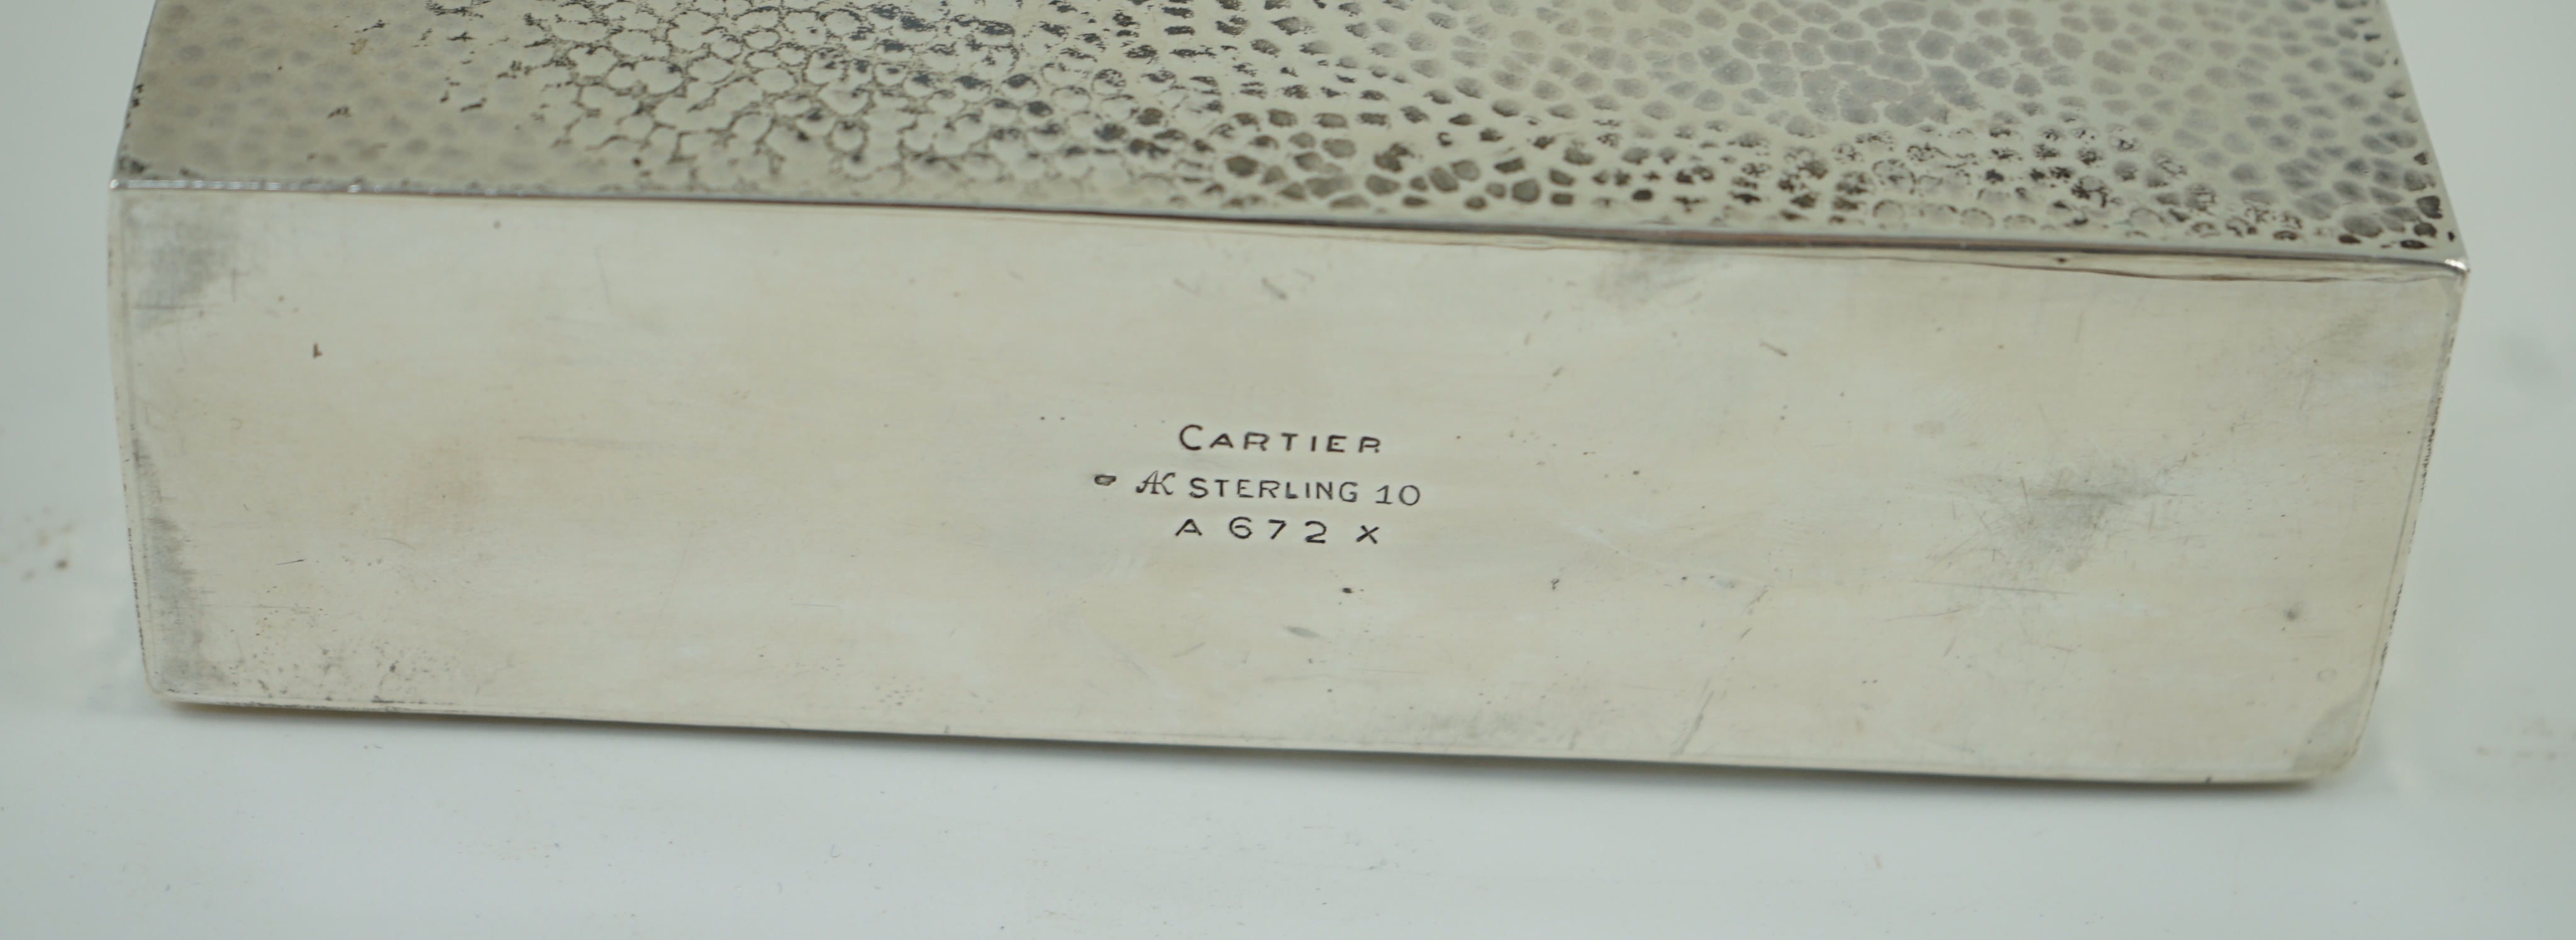 CARTIER
AK STERLING 10
A 672 X